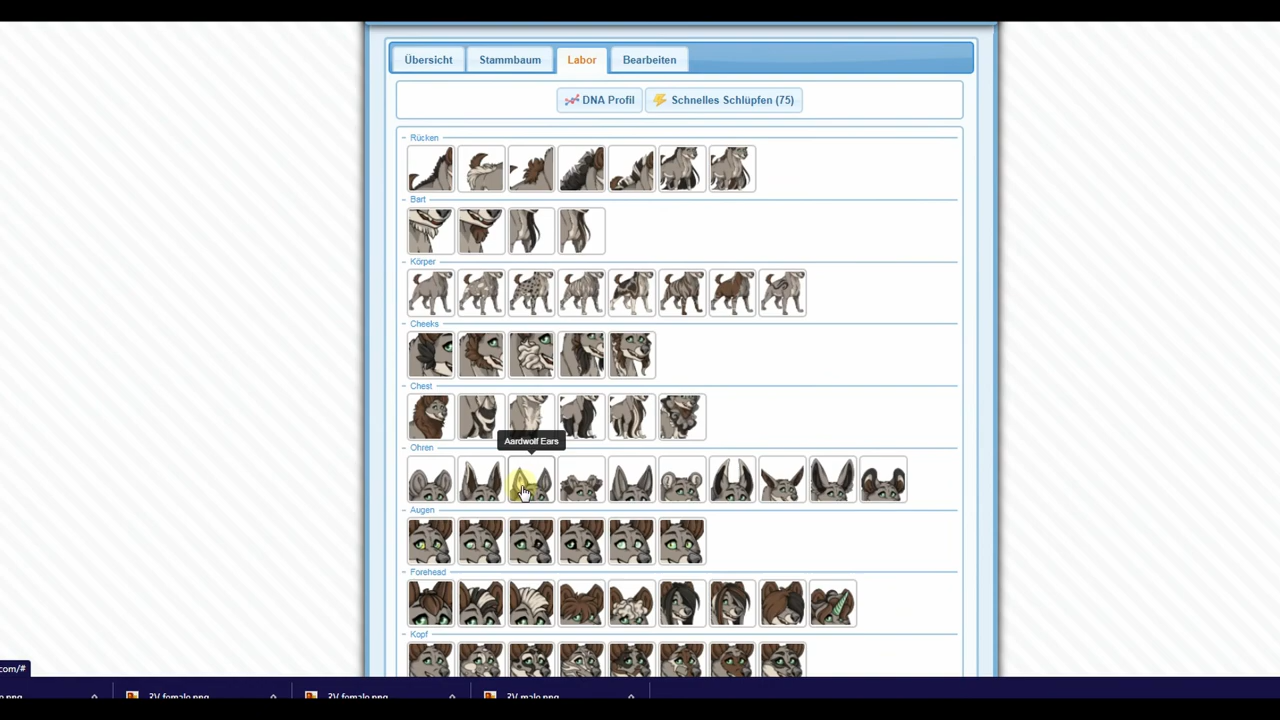 Übersicht
Stammbaum
Labor
Bearbeiten
DNA Profil
Schnelles Schlüpfen (75)
Rücken
Bart
Körper
Cheeks
Chest
Aardwolf Ears
Ohren
Augen
Forehead
Kopf
com/#